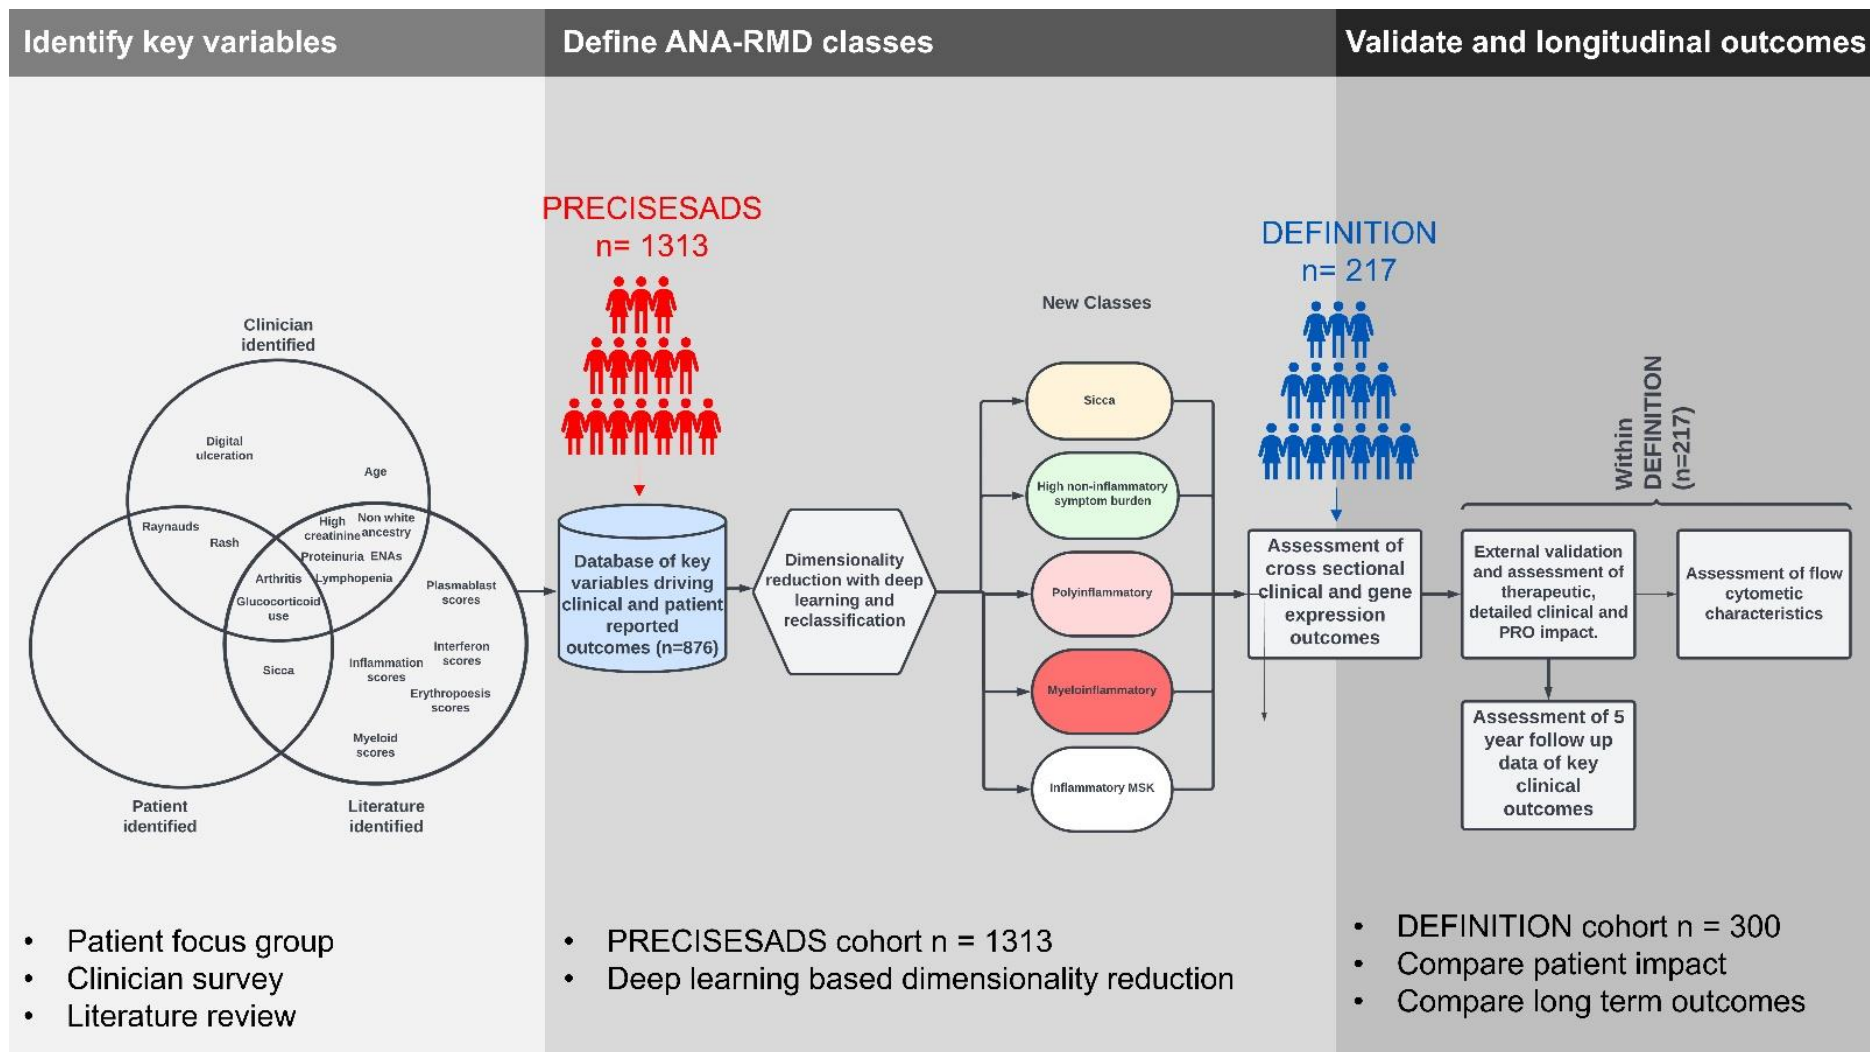 Identify key variables
Define ANA-RMD classes
Validate and longitudinal outcomes
Clinician
identified
Digital
ulceration
Age
Raynauds
Rash
High
creatinine
Non white
ancestry
Proteinuria
ENAs
Arthritis
Lymphopenia
Glucocorticoid
use
Plasmablast
scores
Sicca
Inflammation
scores
Interferon
scores
Erythropoesis
scores
Myeloid
scores
Patient
identified
Literature
identified
PRECISESADS
n= 1313
Database of key
variables driving
clinical and patient
reported
outcomes (n=876)
Dimensionality
reduction with deep
learning and
reclassification
New Classes
Sicca
High non-inflammatory
symptom burden
Polyinflammatory
Myeloinflammatory
Inflammatory MSK
DEFINITION
n= 217
Assessment of
cross sectional
clinical and gene
expression
outcomes
Within
DEFINITION
(n=217)
External validation
and assessment of
therapeutic,
detailed clinical and
PRO impact.
Assessment of flow
cytometic
characteristics
Assessment of 5
year follow up
data of key
clinical
outcomes
• Patient focus group
• Clinician survey
• Literature review
• PRECISESADS cohort n = 1313
• Deep learning based dimensionality reduction
• DEFINITION cohort n = 300
• Compare patient impact
• Compare long term outcomes